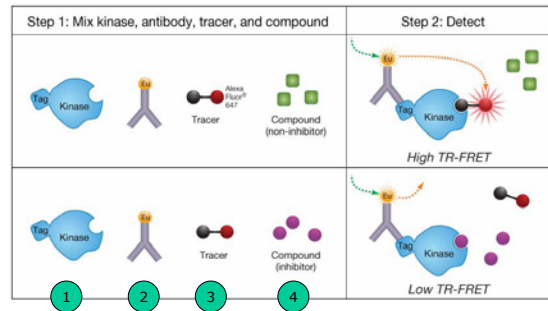 Step 1: Mix kinase, antibody, tracer, and compound
Step 2: Detect
Tag
Kinase
Eu
Alexa
Fluor®
647
Tracer
Compound
(non-inhibitor)
Eu
Tag
Kinase
High TR-FRET
Tag
Kinase
Eu
Tracer
Compound
(inhibitor)
Eu
Tag
Kinase
Low TR-FRET
1
2
3
4